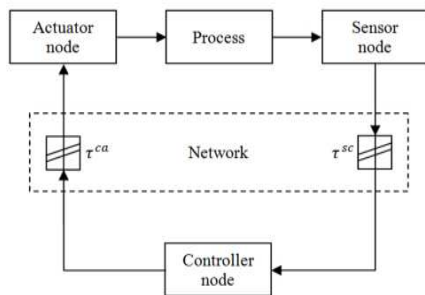 Actuator
node
Process
Sensor
node
τ^{ca}
Network
τ^{sc}
Controller
node